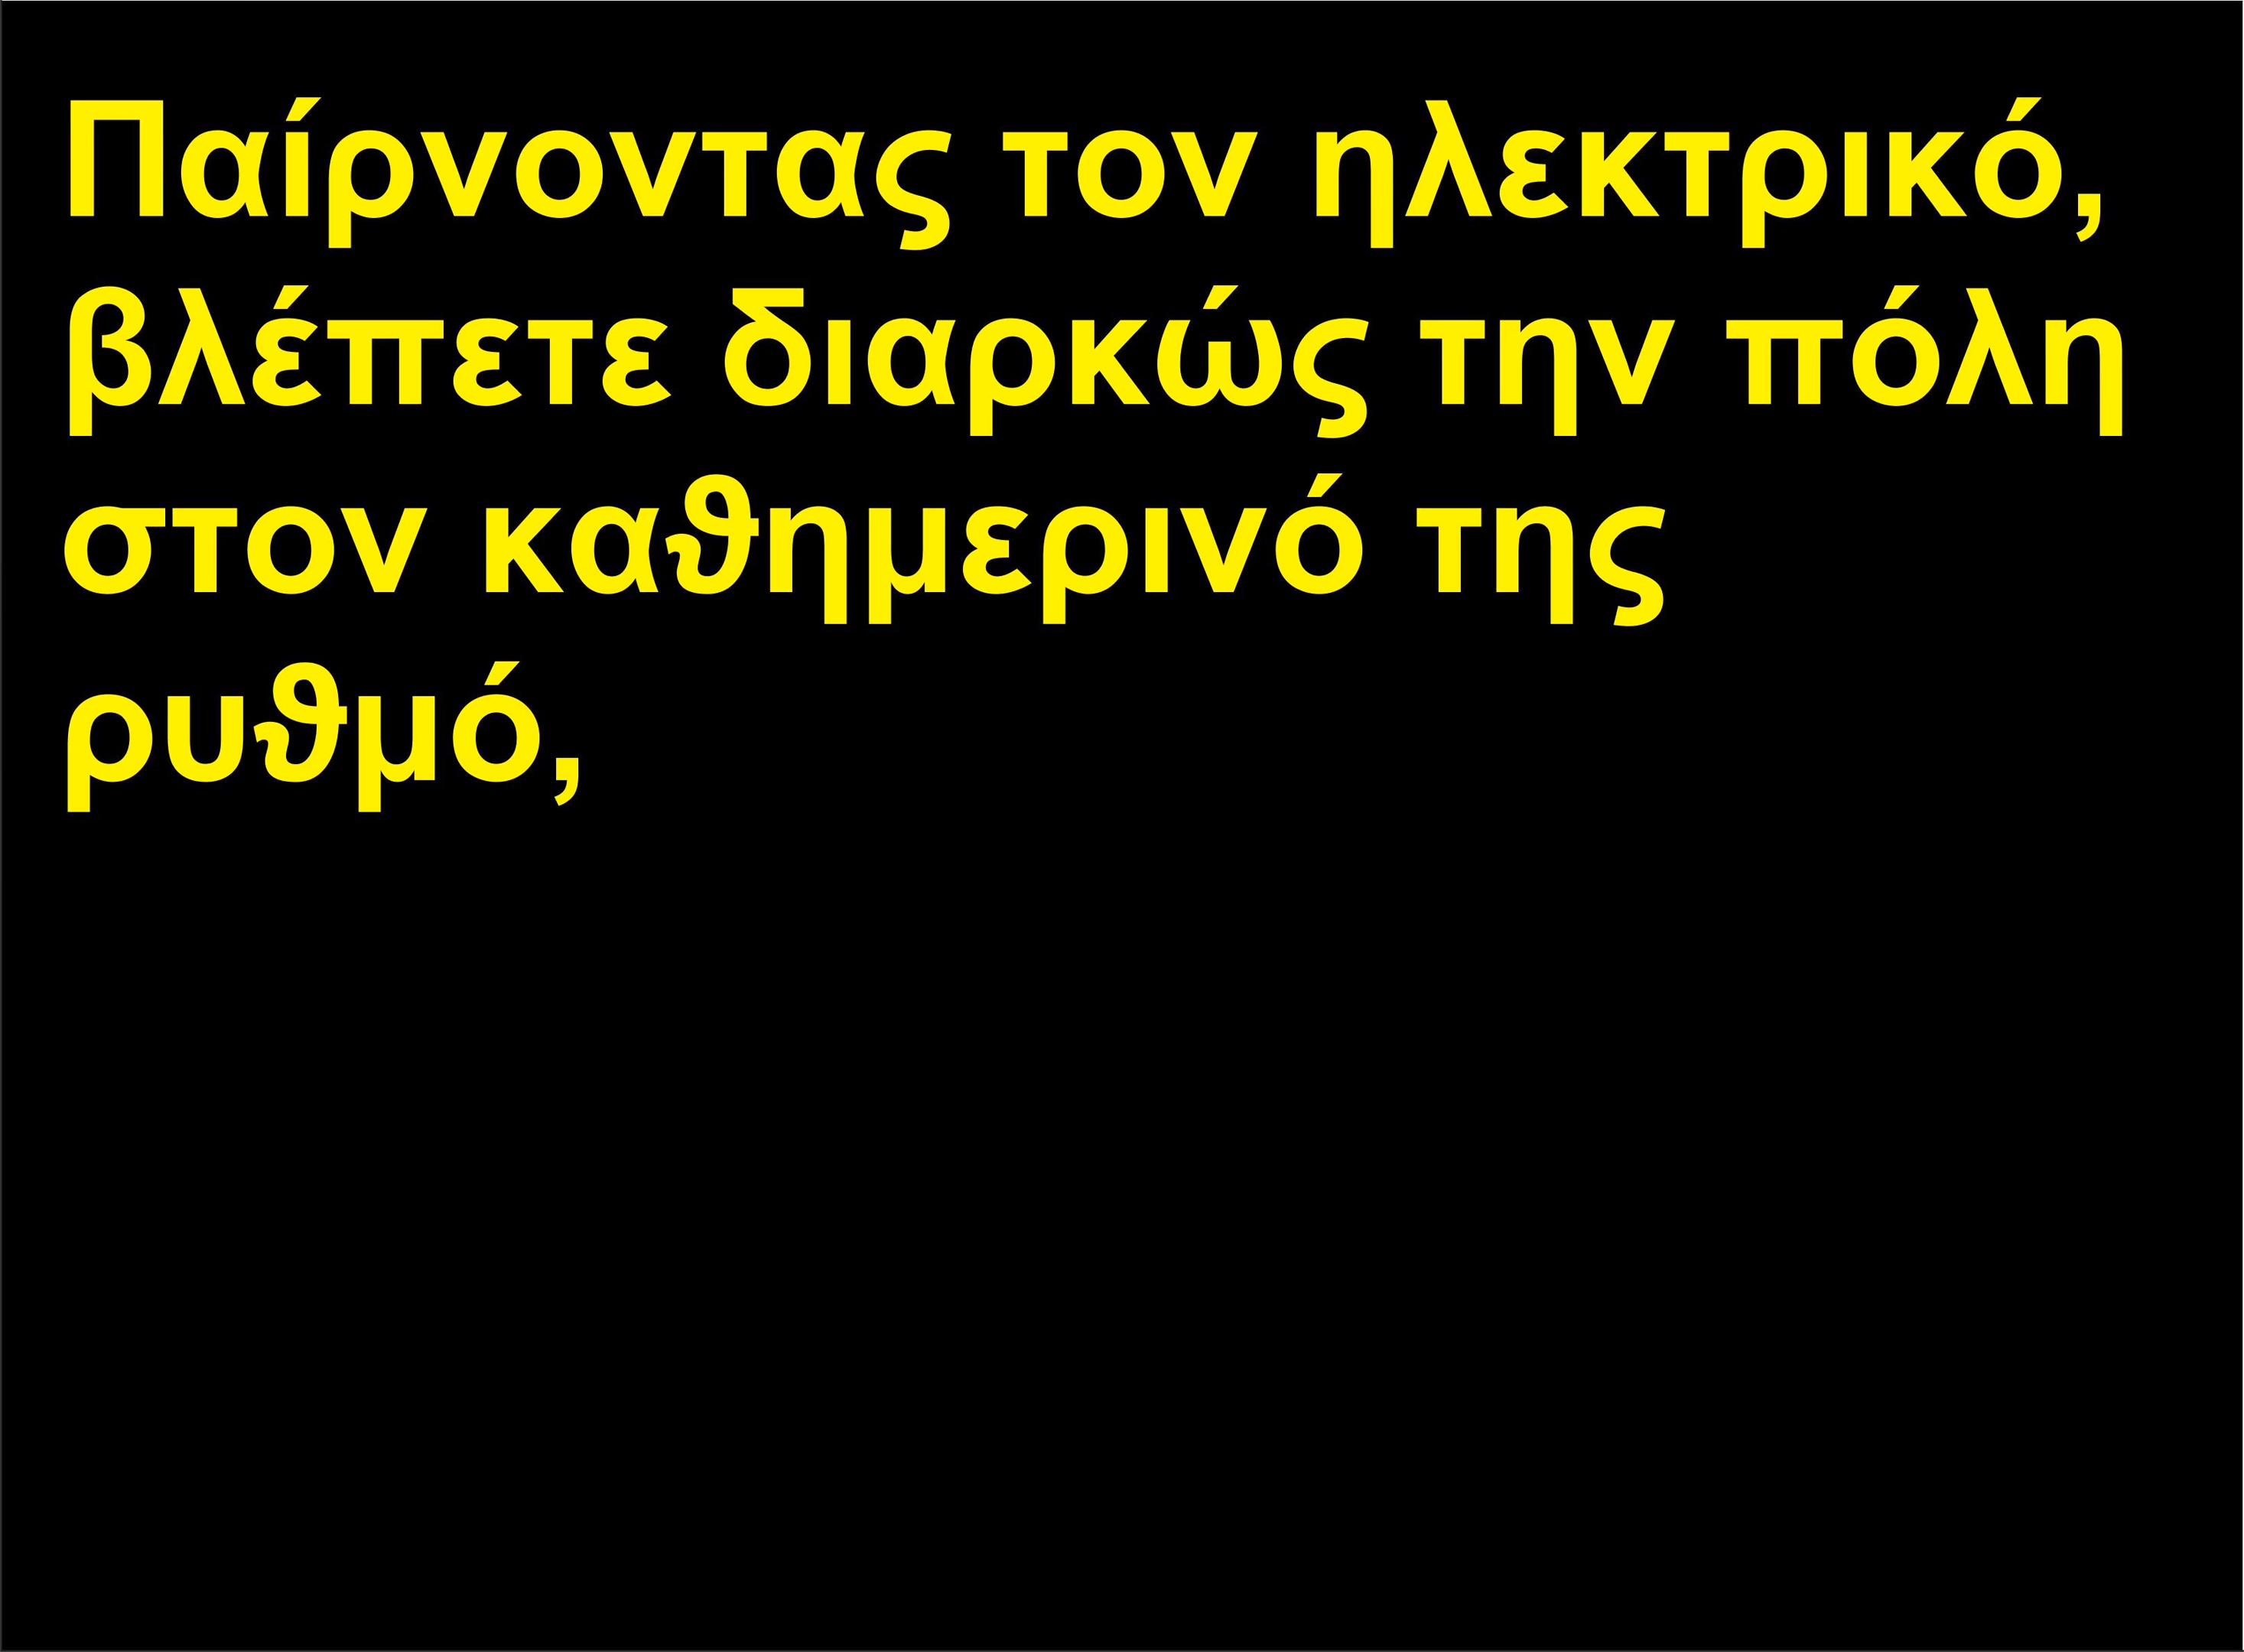 Παίρνοντας τον ηλεκτρικό,
βλέπετε διαρκώς την πόλη
στον καϑημερινό της
ρυϑμό,